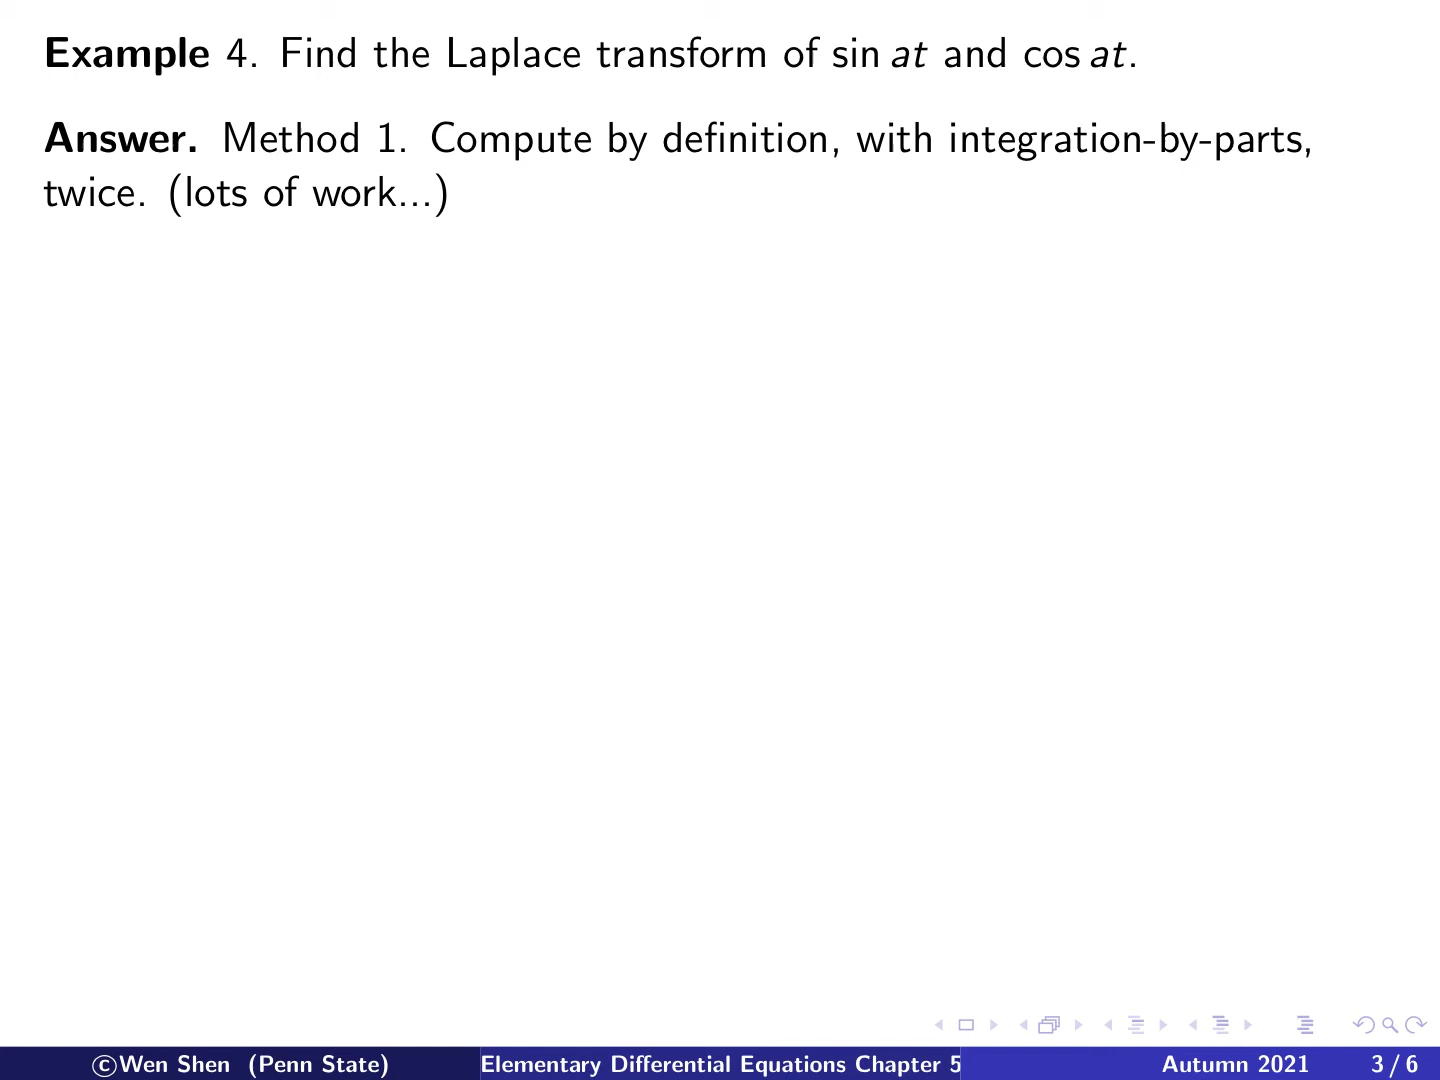 Example 4. Find the Laplace transform of sin at and cos at.
Answer. Method 1. Compute by definition, with integration-by-parts,
twice. (lots of work...)
©Wen Shen (Penn State) Elementary Differential Equations Chapter 5 Autumn 2021 3 / 6